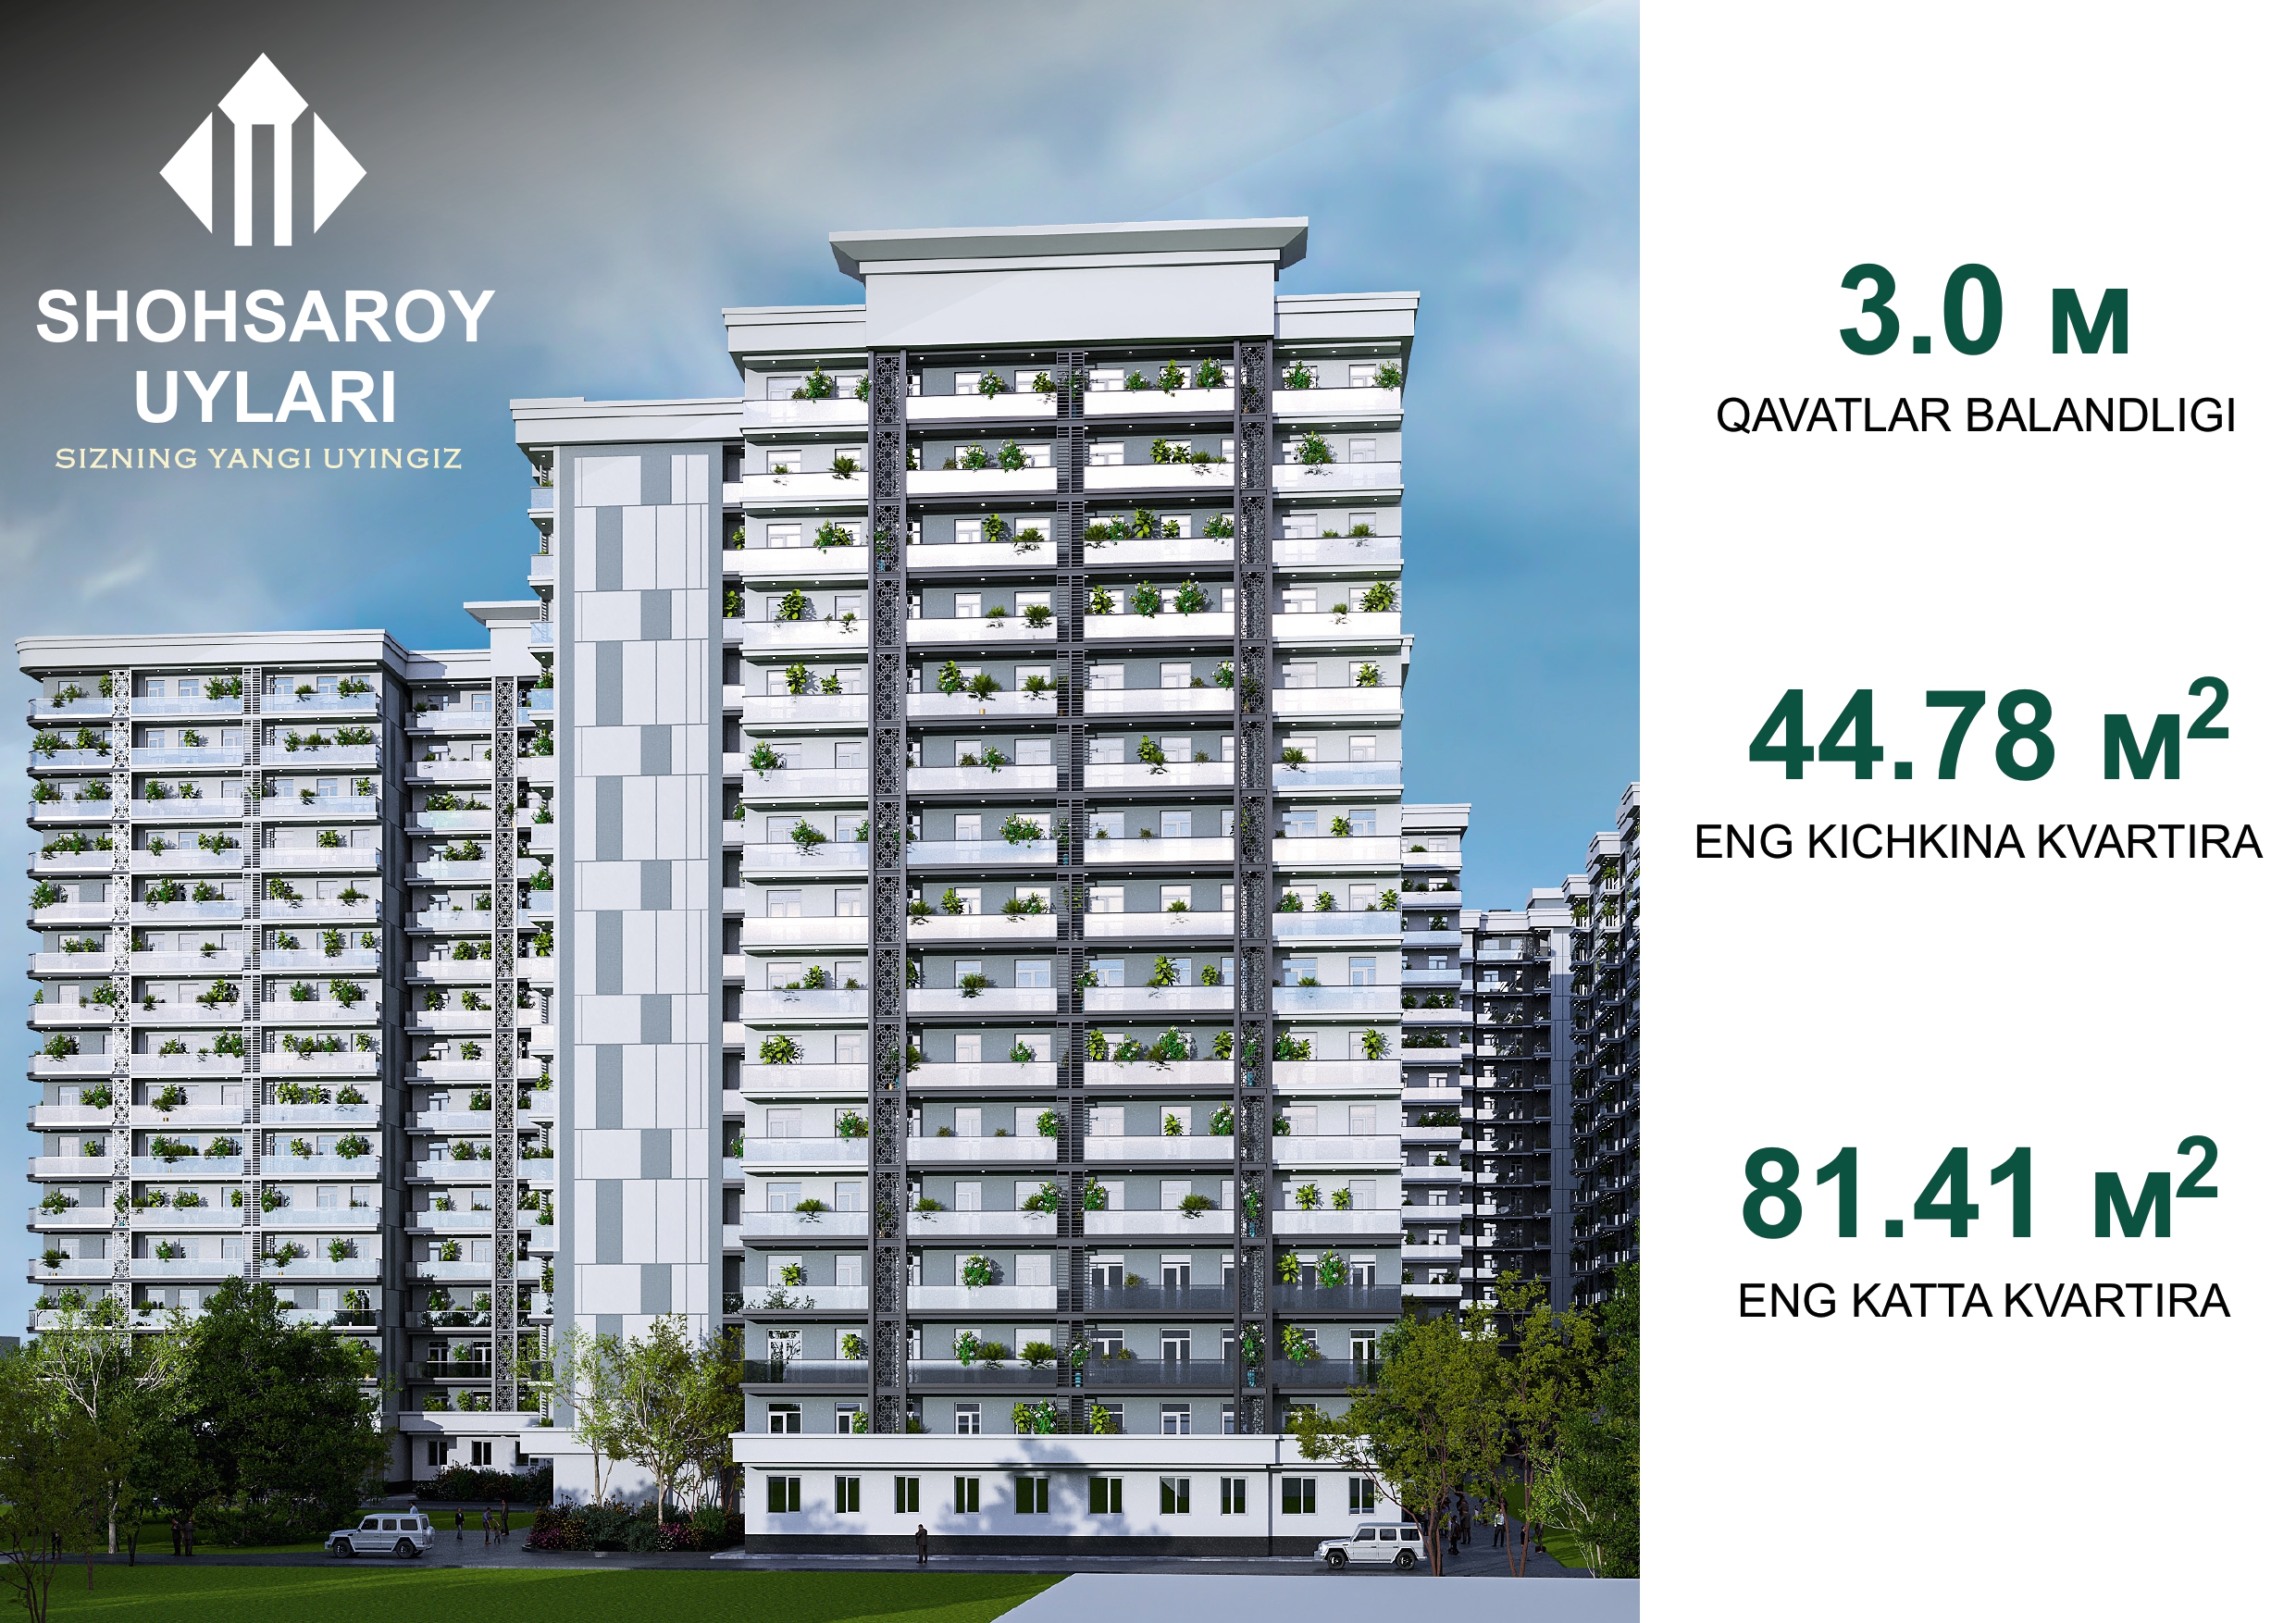 SHOHSAROY
UYLARI
SIZNING YANGI UYINGIZ
3.0 м
QAVATLAR BALANDLIGI
44.78 м²
ENG KICHKINA KVARTIRA
81.41 м²
ENG KATTA KVARTIRA